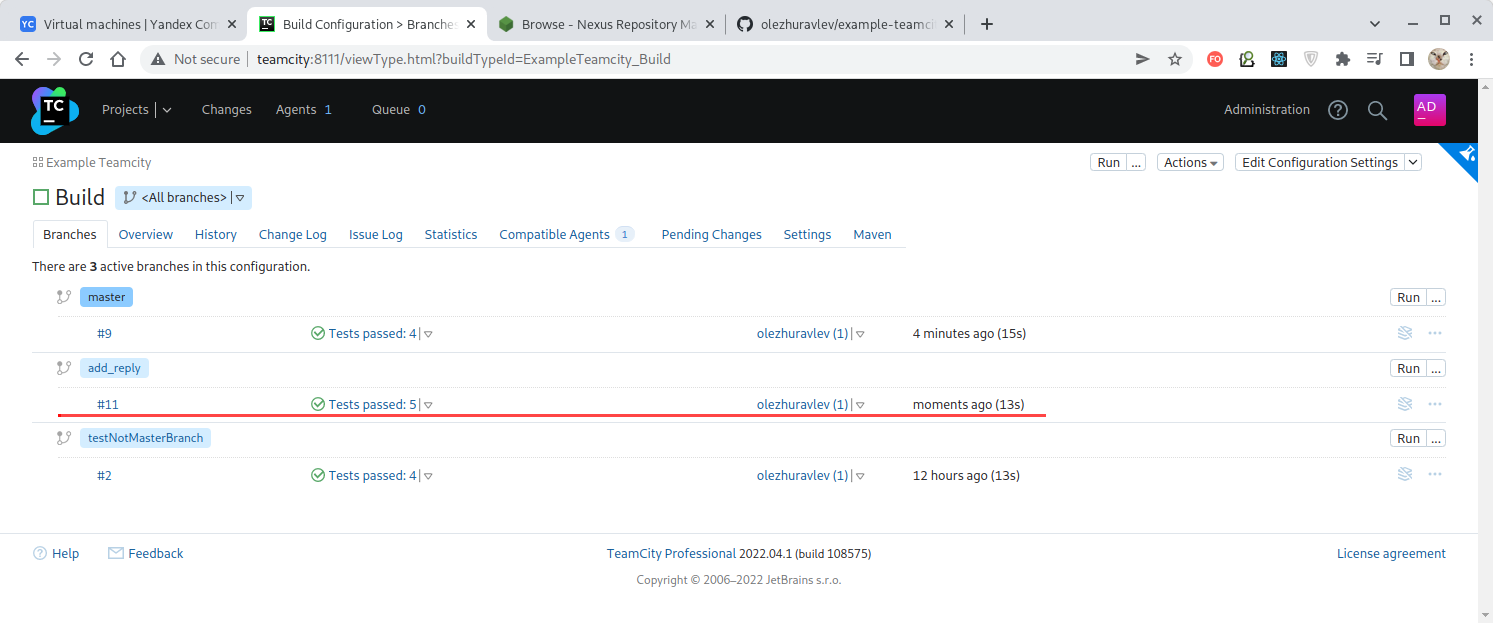 YC Virtual machines | Yandex Com
TC Build Configuration > Branches
Browse - Nexus Repository Ma
olezhuravlev/example-teamci
Not secure teamcity:8111/viewType.html?buildTypeId=ExampleTeamcity_Build FO
TC Projects Changes Agents 1 Queue 0 Administration AD
Example Teamcity Run ... Actions Edit Configuration Settings
Build <All branches>
Branches Overview History Change Log Issue Log Statistics Compatible Agents 1 Pending Changes Settings Maven
There are 3 active branches in this configuration.
master Run ...
#9 Tests passed: 4 olezhuravlev (1) 4 minutes ago (15s)
add_reply Run ...
#11 Tests passed: 5 olezhuravlev (1) moments ago (13s)
testNotMasterBranch Run ...
#2 Tests passed: 4 olezhuravlev (1) 12 hours ago (13s)
Help Feedback TeamCity Professional 2022.04.1 (build 108575) License agreement
Copyright © 2006–2022 JetBrains s.r.o.